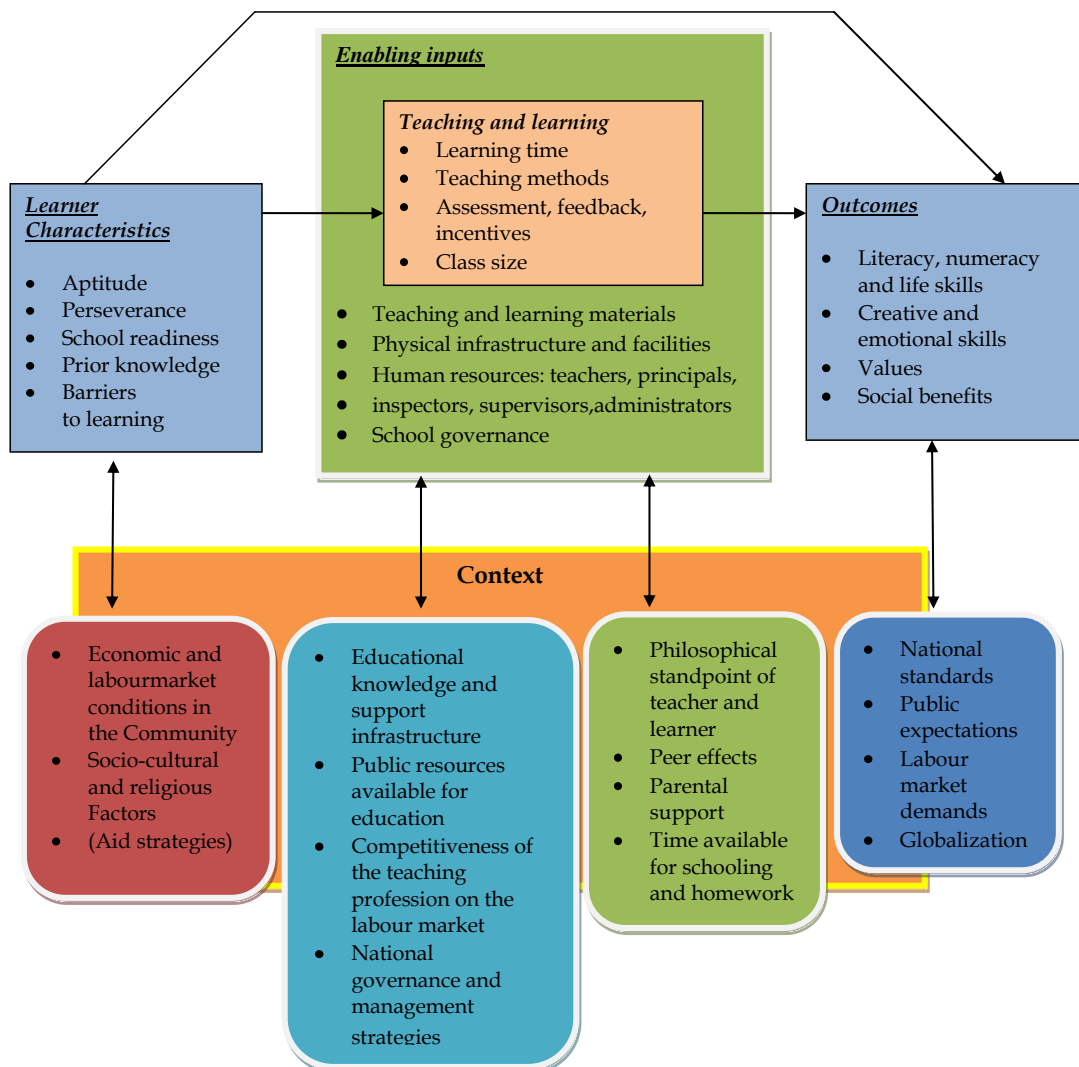 Enabling inputs
Teaching and learning
• Learning time
• Teaching methods
• Assessment, feedback,
incentives
• Class size
• Teaching and learning materials
• Physical infrastructure and facilities
• Human resources: teachers, principals,
• inspectors, supervisors,administrators
• School governance
Learner
Characteristics
• Aptitude
• Perseverance
• School readiness
• Prior knowledge
• Barriers
to learning
Outcomes
• Literacy, numeracy
and life skills
• Creative and
emotional skills
• Values
• Social benefits
Context
• Economic and
labourmarket
conditions in
the Community
• Socio-cultural
and religious
Factors
• (Aid strategies)
• Educational
knowledge and
support
infrastructure
• Public resources
available for
education
• Competitiveness of
the teaching
profession on the
labour market
• National
governance and
management
strategies
• Philosophical
standpoint of
teacher and
learner
• Peer effects
• Parental
support
• Time available
for schooling
and homework
• National
standards
• Public
expectations
• Labour
market
demands
• Globalization